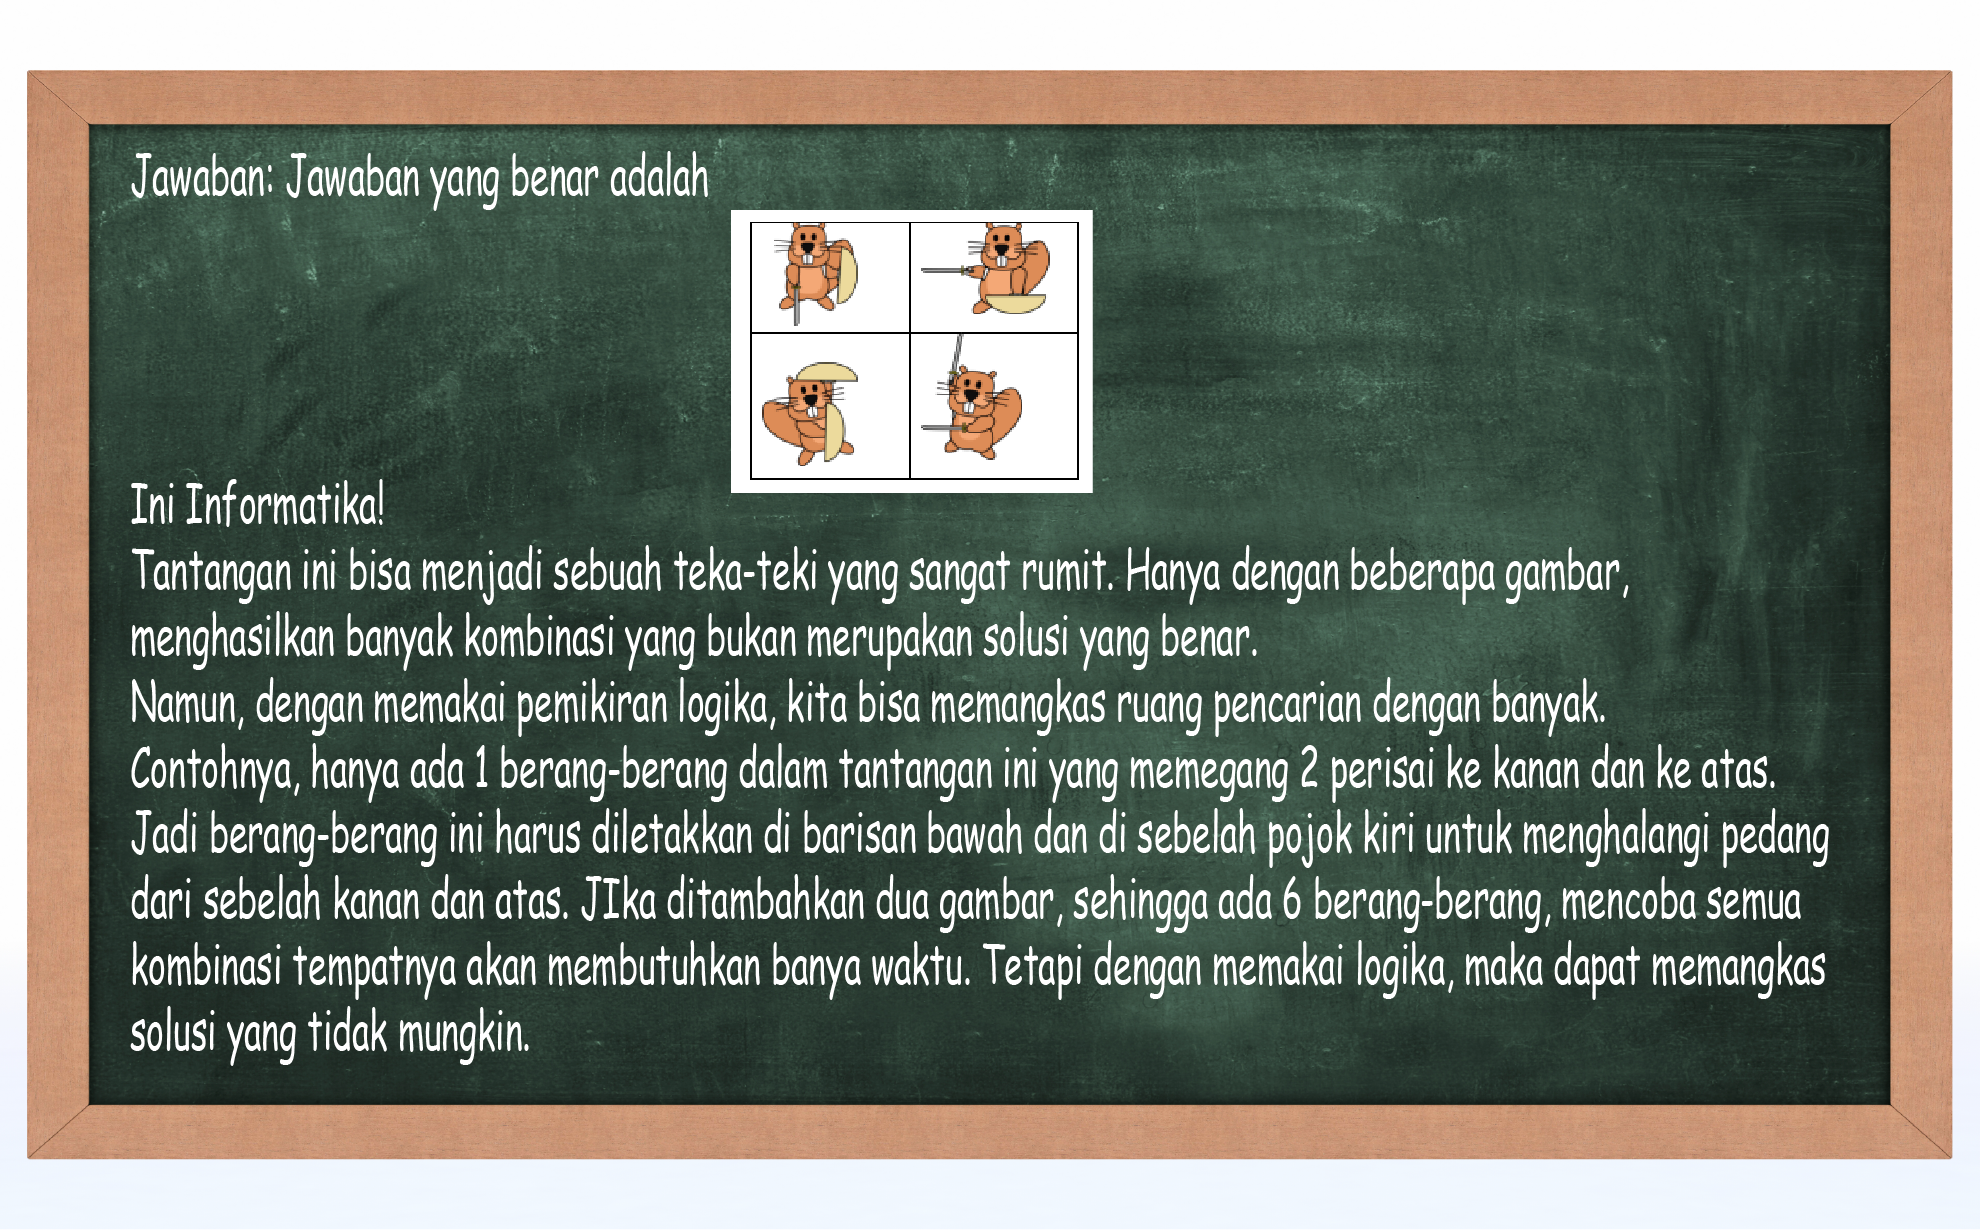 Jawaban: Jawaban yang benar adalah
Ini Informatika!
Tantangan ini bisa menjadi sebuah teka-teki yang sangat rumit. Hanya dengan beberapa gambar,
menghasilkan banyak kombinasi yang bukan merupakan solusi yang benar.
Namun, dengan memakai pemikiran logika, kita bisa memangkas ruang pencarian dengan banyak.
Contohnya, hanya ada 1 berang-berang dalam tantangan ini yang memegang 2 perisai ke kanan dan ke atas.
Jadi berang-berang ini harus diletakkan di barisan bawah dan di sebelah pojok kiri untuk menghalangi pedang
dari sebelah kanan dan atas. JIka ditambahkan dua gambar, sehingga ada 6 berang-berang, mencoba semua
kombinasi tempatnya akan membutuhkan banya waktu. Tetapi dengan memakai logika, maka dapat memangkas
solusi yang tidak mungkin.